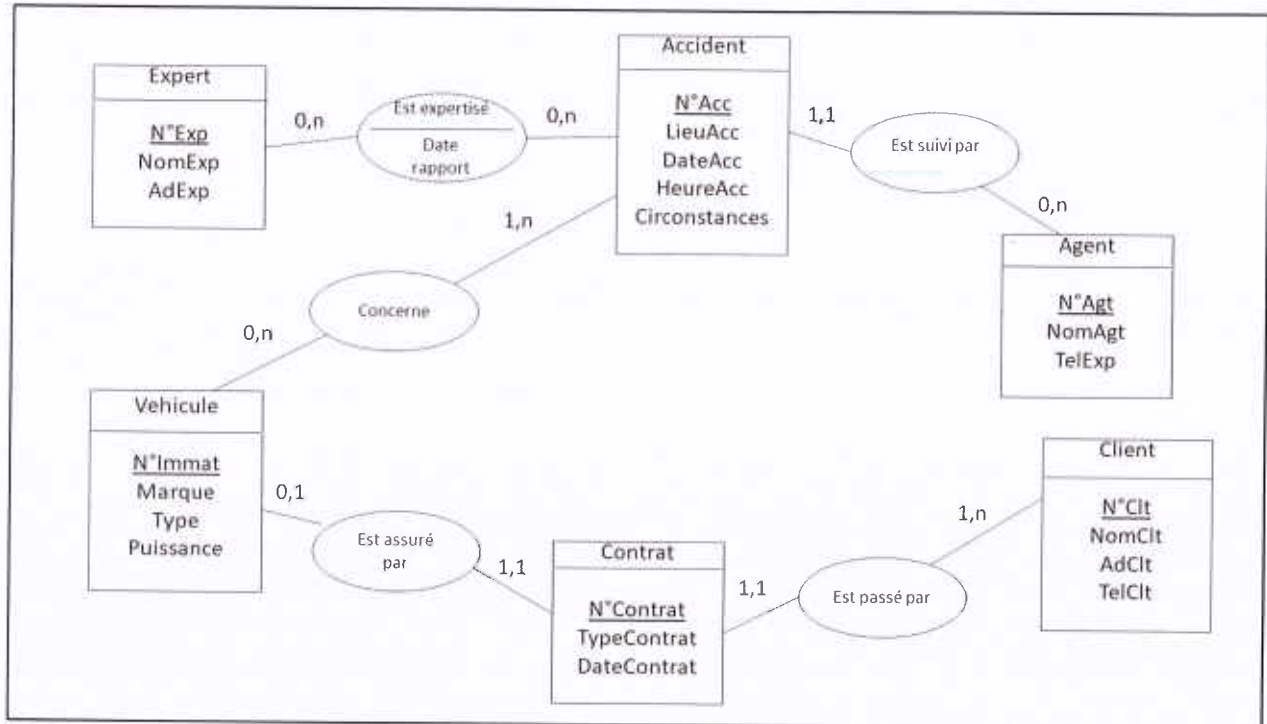 Expert
N°Exp
NomExp
AdExp
0,n
Est expertisé
Date
rapport
0,n
Accident
N°Acc
LieuAcc
DateAcc
HeureAcc
Circonstances
1,1
Est suivi par
0,n
Agent
N°Agt
NomAgt
TelExp
1,n
Concerne
0,n
Vehicule
N°Immat
Marque
Type
Puissance
0,1
Est assuré
par
1,1
Contrat
N°Contrat
TypeContrat
DateContrat
1,1
Est passé par
1,n
Client
N°Clt
NomClt
AdClt
TelClt